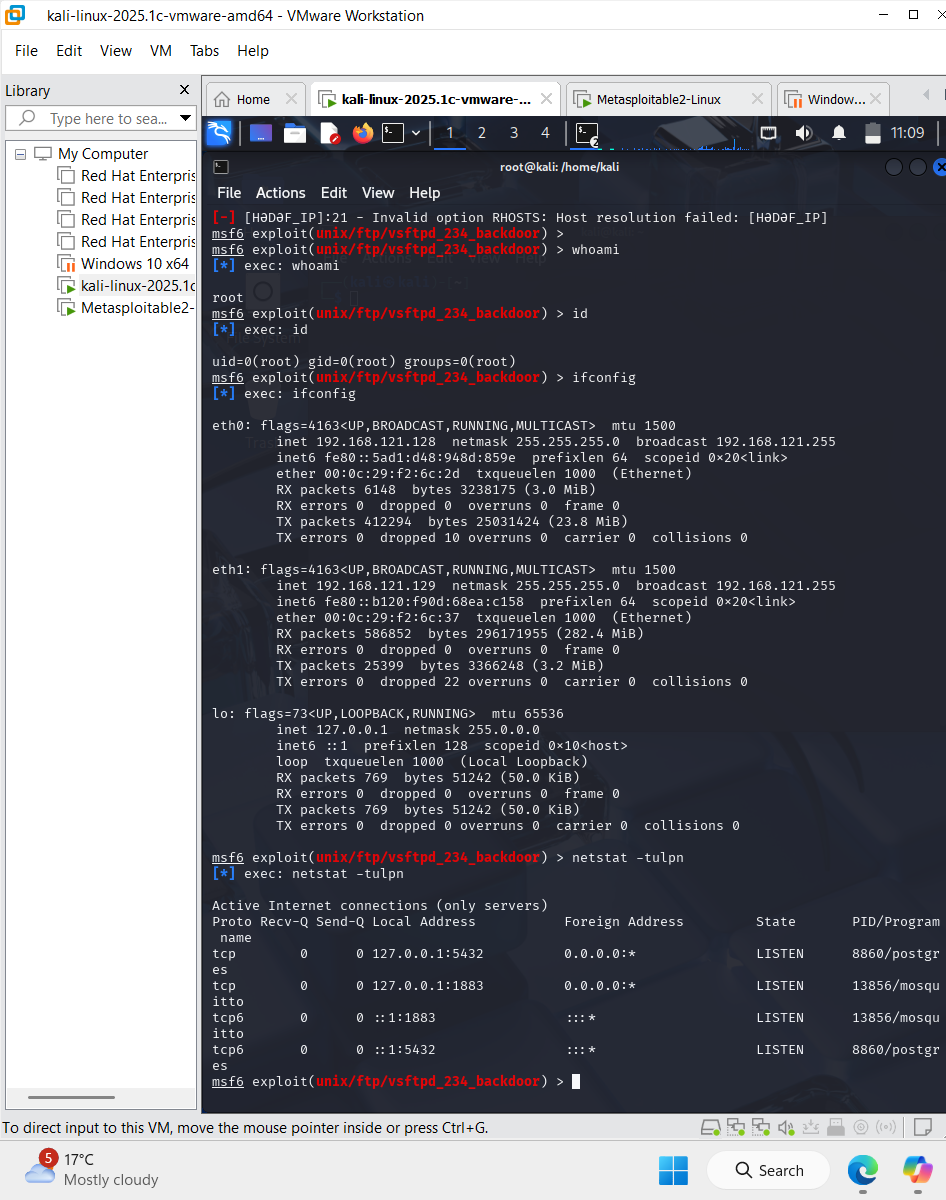 kali-linux-2025.1c-vmware-amd64 - VMware Workstation
File Edit View VM Tabs Help
Library
Type here to sea...
Home
kali-linux-2025.1c-vmware-...
Metasploitable2-Linux
Window...
1 2 3 4
2
11:09
My Computer
Red Hat Enterpris
Red Hat Enterpris
Red Hat Enterpris
Red Hat Enterpris
Windows 10 x64
kali-linux-2025.1c
Metasploitable2-
root@kali: /home/kali
File Actions Edit View Help
[-] [HƏDƏF_IP]:21 - Invalid option RHOSTS: Host resolution failed: [HƏDƏF_IP]
msf6 exploit(unix/ftp/vsftpd_234_backdoor) >
msf6 exploit(unix/ftp/vsftpd_234_backdoor) > whoami
[*] exec: whoami
root
msf6 exploit(unix/ftp/vsftpd_234_backdoor) > id
[*] exec: id
uid=0(root) gid=0(root) groups=0(root)
msf6 exploit(unix/ftp/vsftpd_234_backdoor) > ifconfig
[*] exec: ifconfig
eth0: flags=4163<UP,BROADCAST,RUNNING,MULTICAST>  mtu 1500
inet 192.168.121.128  netmask 255.255.255.0  broadcast 192.168.121.255
inet6 fe80::5ad1:d48:948d:859e  prefixlen 64  scopeid 0×20<link>
ether 00:0c:29:f2:6c:2d  txqueuelen 1000  (Ethernet)
RX packets 6148  bytes 3238175 (3.0 MiB)
RX errors 0  dropped 0  overruns 0  frame 0
TX packets 412294  bytes 25031424 (23.8 MiB)
TX errors 0  dropped 10 overruns 0  carrier 0  collisions 0
eth1: flags=4163<UP,BROADCAST,RUNNING,MULTICAST>  mtu 1500
inet 192.168.121.129  netmask 255.255.255.0  broadcast 192.168.121.255
inet6 fe80::b120:f90d:68ea:c158  prefixlen 64  scopeid 0×20<link>
ether 00:0c:29:f2:6c:37  txqueuelen 1000  (Ethernet)
RX packets 586852  bytes 296171955 (282.4 MiB)
RX errors 0  dropped 0  overruns 0  frame 0
TX packets 25399  bytes 3366248 (3.2 MiB)
TX errors 0  dropped 22 overruns 0  carrier 0  collisions 0
lo: flags=73<UP,LOOPBACK,RUNNING>  mtu 65536
inet 127.0.0.1  netmask 255.0.0.0
inet6 ::1  prefixlen 128  scopeid 0×10<host>
loop  txqueuelen 1000  (Local Loopback)
RX packets 769  bytes 51242 (50.0 KiB)
RX errors 0  dropped 0  overruns 0  frame 0
TX packets 769  bytes 51242 (50.0 KiB)
TX errors 0  dropped 0 overruns 0  carrier 0  collisions 0
msf6 exploit(unix/ftp/vsftpd_234_backdoor) > netstat -tulpn
[*] exec: netstat -tulpn
Active Internet connections (only servers)
Proto Recv-Q Send-Q Local Address           Foreign Address         State       PID/Program
name
tcp        0      0 127.0.0.1:5432          0.0.0.0:*               LISTEN      8860/postgr
es
tcp        0      0 127.0.0.1:1883          0.0.0.0:*               LISTEN      13856/mosqu
itto
tcp6       0      0 ::1:1883                :::*                    LISTEN      13856/mosqu
itto
tcp6       0      0 ::1:5432                :::*                    LISTEN      8860/postgr
es
msf6 exploit(unix/ftp/vsftpd_234_backdoor) >
To direct input to this VM, move the mouse pointer inside or press Ctrl+G.
5
17°C
Mostly cloudy
Search